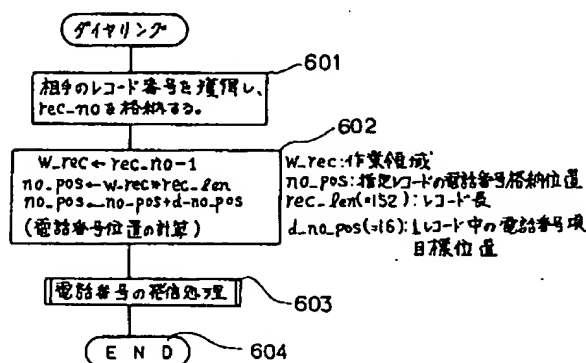 ダイヤリング
601
相手のレコード番号を獲得し、
rec_noを格納する。
602
w_rec←rec_no-1
no_pos←w_rec*rec_len
no_pos←no_pos+d_no_pos
(電話番号位置の計算)
w_rec:作業領域
no_pos:指定レコードの電話番号格納位置
rec_len(=132):レコード長
d_no_pos(=16):1レコード中の電話番号項
目標位置
電話番号の発信処理
603
END
604